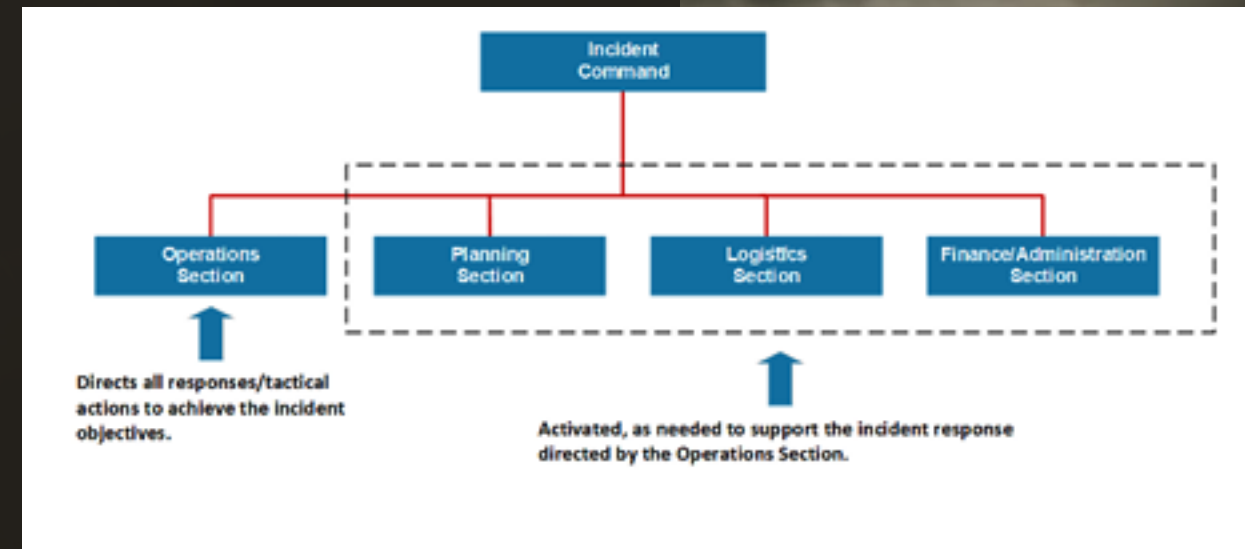 Incident
Command
Operations
Section
Planning
Section
Logistics
Section
Finance/Administration
Section
Directs all responses/tactical
actions to achieve the incident
objectives.
Activated, as needed to support the incident response
directed by the Operations Section.